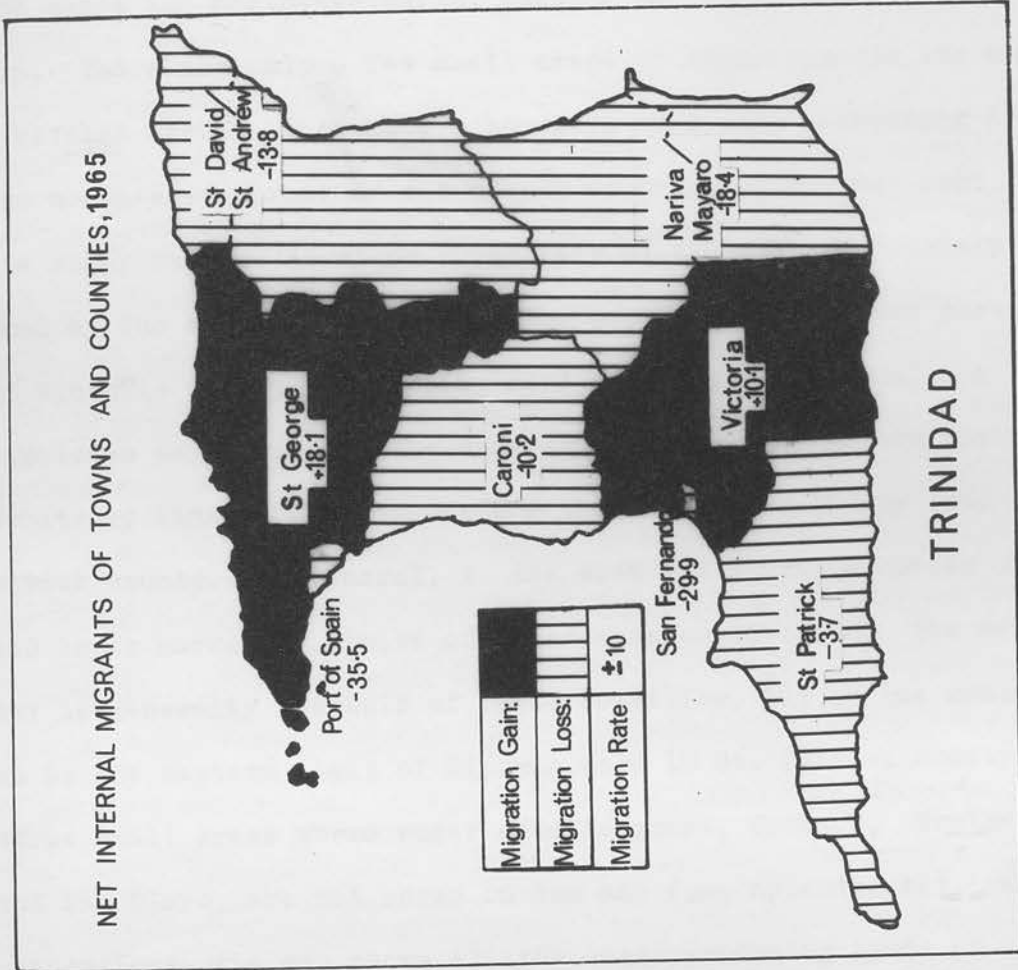 NET INTERNAL MIGRANTS OF TOWNS AND COUNTIES, 1965
St David
St Andrew
-13·8
St George
+18·1
Port of Spain
-35·5
Caroni
-10·2
Nariva
Mayaro
-18·4
Victoria
+10·1
San Fernando
-29·9
St Patrick
-3·7
Migration Gain:
Migration Loss:
Migration Rate ±10
TRINIDAD